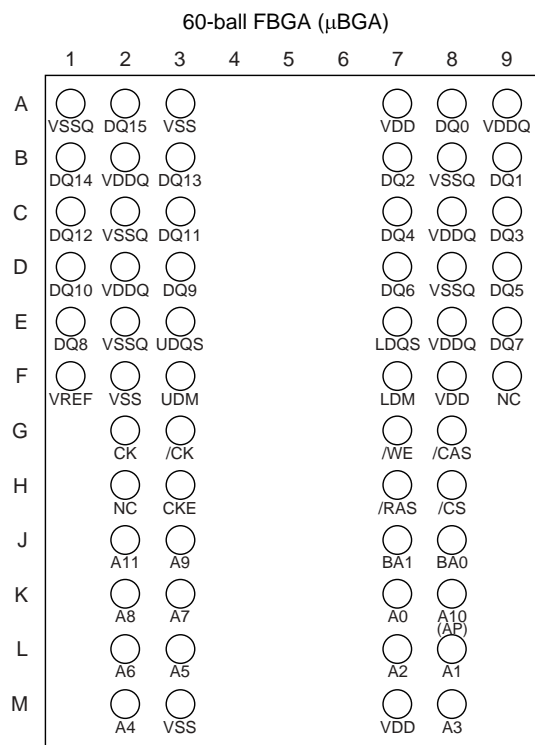 60-ball FBGA (μBGA)
1 2 3 4 5 6 7 8 9
A
VSSQ DQ15 VSS VDD DQ0 VDDQ
B
DQ14 VDDQ DQ13 DQ2 VSSQ DQ1
C
DQ12 VSSQ DQ11 DQ4 VDDQ DQ3
D
DQ10 VDDQ DQ9 DQ6 VSSQ DQ5
E
DQ8 VSSQ UDQS LDQS VDDQ DQ7
F
VREF VSS UDM LDM VDD NC
G
CK /CK /WE /CAS
H
NC CKE /RAS /CS
J
A11 A9 BA1 BA0
K
A8 A7 A0 A10
(AP)
L
A6 A5 A2 A1
M
A4 VSS VDD A3